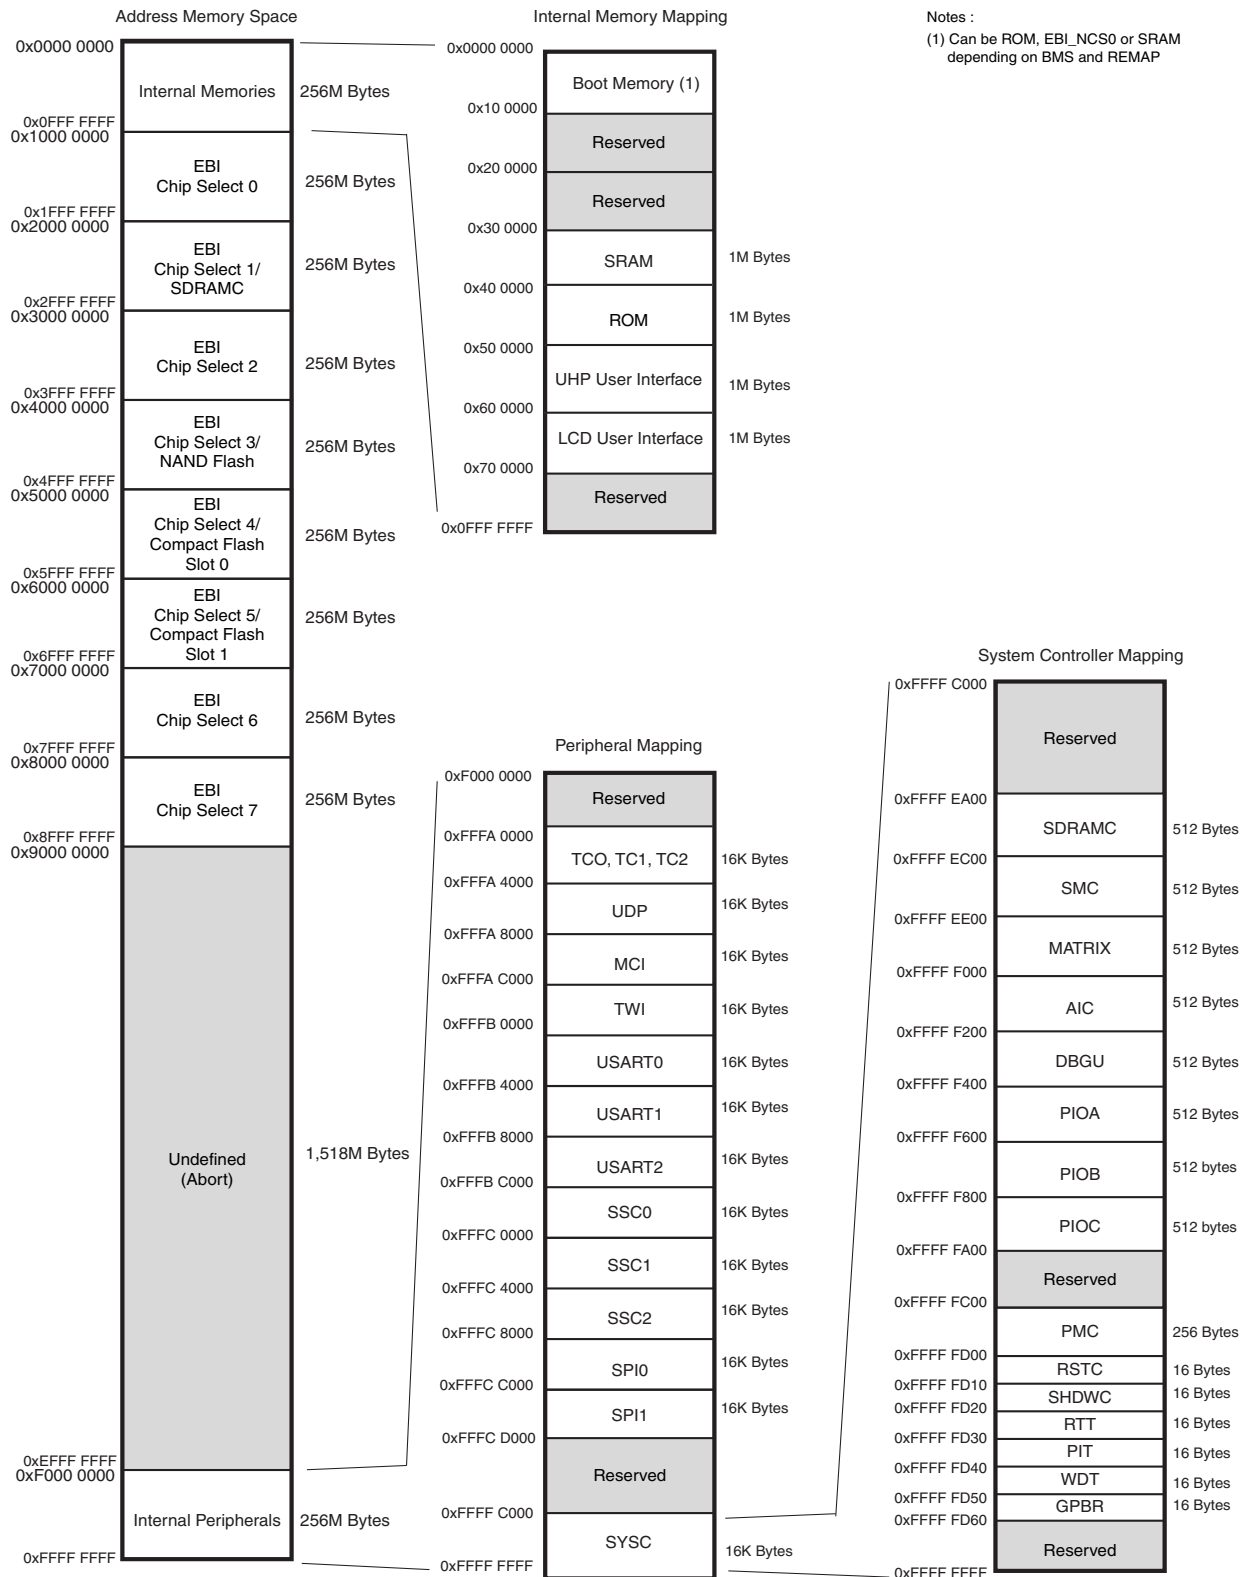 Address Memory Space
0x0000 0000
Internal Memories
256M Bytes
0x0FFF FFFF
0x1000 0000
EBI
Chip Select 0
256M Bytes
0x1FFF FFFF
0x2000 0000
EBI
Chip Select 1/
SDRAMC
256M Bytes
0x2FFF FFFF
0x3000 0000
EBI
Chip Select 2
256M Bytes
0x3FFF FFFF
0x4000 0000
EBI
Chip Select 3/
NAND Flash
256M Bytes
0x4FFF FFFF
0x5000 0000
EBI
Chip Select 4/
Compact Flash
Slot 0
256M Bytes
0x5FFF FFFF
0x6000 0000
EBI
Chip Select 5/
Compact Flash
Slot 1
256M Bytes
0x6FFF FFFF
0x7000 0000
EBI
Chip Select 6
256M Bytes
0x7FFF FFFF
0x8000 0000
EBI
Chip Select 7
256M Bytes
0x8FFF FFFF
0x9000 0000
Undefined
(Abort)
1,518M Bytes
0xEFFF FFFF
0xF000 0000
Internal Peripherals
256M Bytes
0xFFFF FFFF
Internal Memory Mapping
0x0000 0000
Boot Memory (1)
0x10 0000
Reserved
0x20 0000
Reserved
0x30 0000
SRAM
1M Bytes
0x40 0000
ROM
1M Bytes
0x50 0000
UHP User Interface
1M Bytes
0x60 0000
LCD User Interface
1M Bytes
0x70 0000
Reserved
0x0FFF FFFF
Notes :
(1) Can be ROM, EBI_NCS0 or SRAM
depending on BMS and REMAP
Peripheral Mapping
0xF000 0000
Reserved
0xFFFA 0000
TCO, TC1, TC2
16K Bytes
0xFFFA 4000
UDP
16K Bytes
0xFFFA 8000
MCI
16K Bytes
0xFFFA C000
TWI
16K Bytes
0xFFFB 0000
USART0
16K Bytes
0xFFFB 4000
USART1
16K Bytes
0xFFFB 8000
USART2
16K Bytes
0xFFFB C000
SSC0
16K Bytes
0xFFFC 0000
SSC1
16K Bytes
0xFFFC 4000
SSC2
16K Bytes
0xFFFC 8000
SPI0
16K Bytes
0xFFFC C000
SPI1
16K Bytes
0xFFFC D000
Reserved
0xFFFF C000
SYSC
16K Bytes
0xFFFF FFFF
System Controller Mapping
0xFFFF C000
Reserved
0xFFFF EA00
SDRAMC
512 Bytes
0xFFFF EC00
SMC
512 Bytes
0xFFFF EE00
MATRIX
512 Bytes
0xFFFF F000
AIC
512 Bytes
0xFFFF F200
DBGU
512 Bytes
0xFFFF F400
PIOA
512 Bytes
0xFFFF F600
PIOB
512 bytes
0xFFFF F800
PIOC
512 bytes
0xFFFF FA00
Reserved
0xFFFF FC00
PMC
256 Bytes
0xFFFF FD00
RSTC
16 Bytes
0xFFFF FD10
SHDWC
16 Bytes
0xFFFF FD20
RTT
16 Bytes
0xFFFF FD30
PIT
16 Bytes
0xFFFF FD40
WDT
16 Bytes
0xFFFF FD50
GPBR
16 Bytes
0xFFFF FD60
Reserved
0xFFFF FFFF